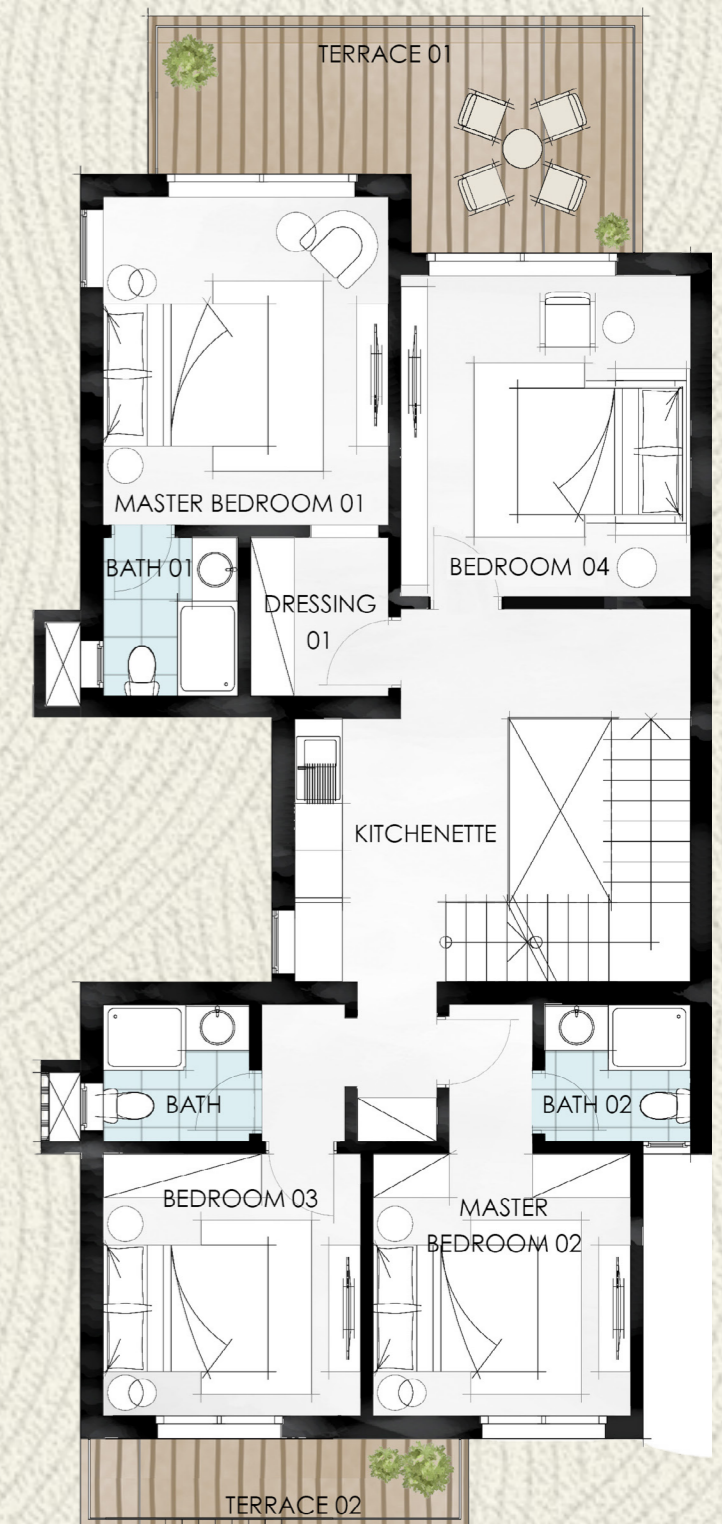 TERRACE 01
MASTER BEDROOM 01
BEDROOM 04
BATH 01
DRESSING
01
KITCHENETTE
BATH
BATH 02
BEDROOM 03
MASTER
BEDROOM 02
TERRACE 02